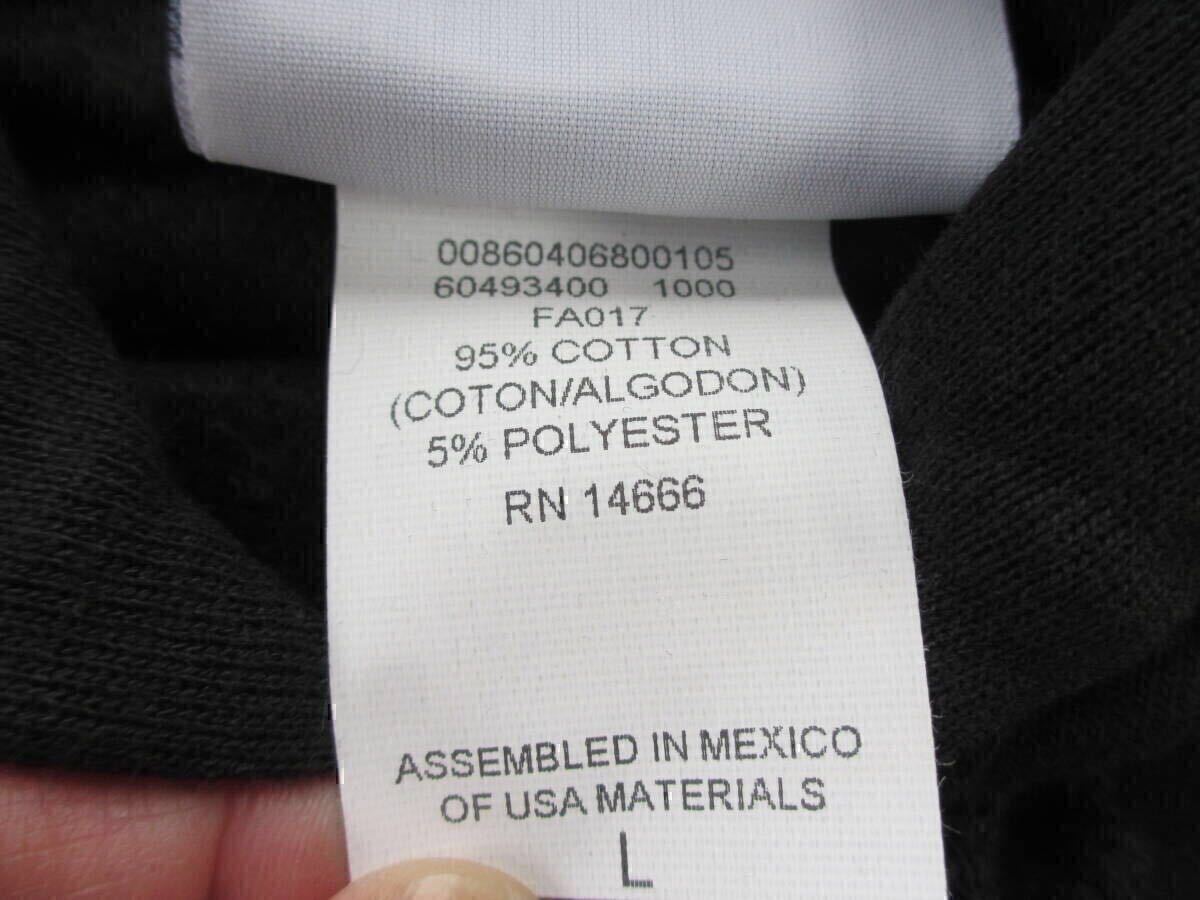 00860406800105
60493400 1000
FA017
95% COTTON
(COTON/ALGODON)
5% POLYESTER
RN 14666
ASSEMBLED IN MEXICO
OF USA MATERIALS
L